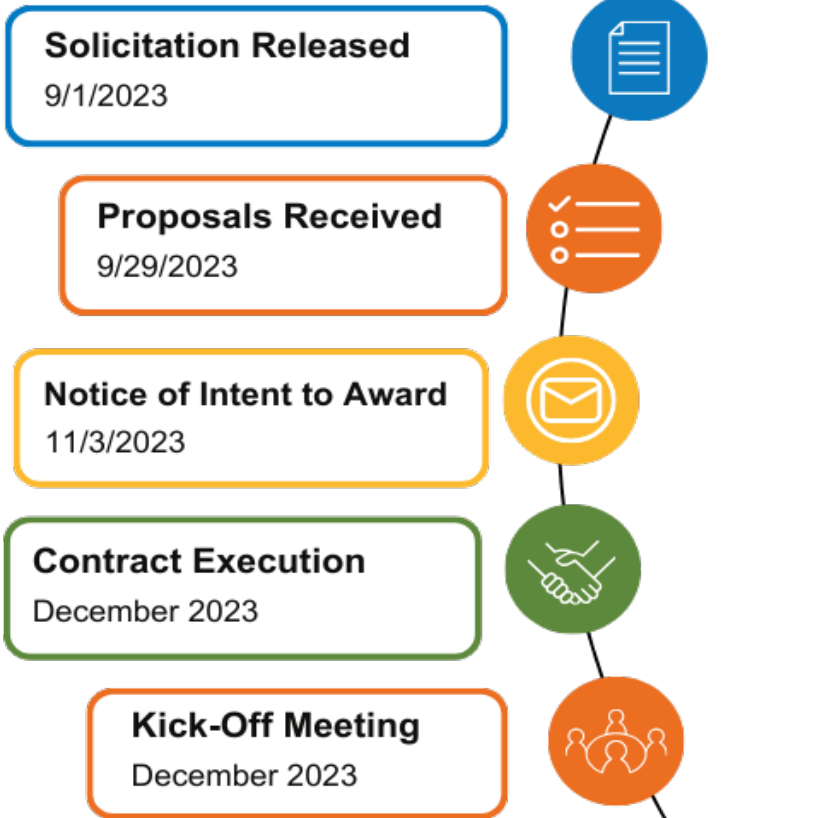 Solicitation Released
9/1/2023
Proposals Received
9/29/2023
Notice of Intent to Award
11/3/2023
Contract Execution
December 2023
Kick-Off Meeting
December 2023